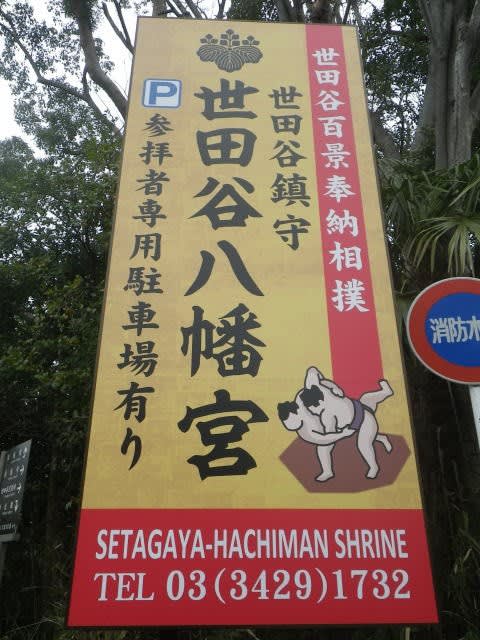 世田谷百景奉納相撲
世田谷鎮守
世田谷八幡宮
P
参拝者専用駐車場有り
SETAGAYA-HACHIMAN SHRINE
TEL 03(3429)1732
消防水